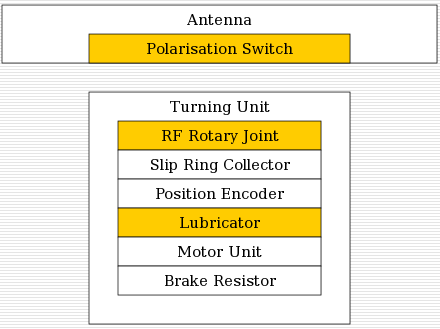 Antenna
Polarisation Switch
Turning Unit
RF Rotary Joint
Slip Ring Collector
Position Encoder
Lubricator
Motor Unit
Brake Resistor